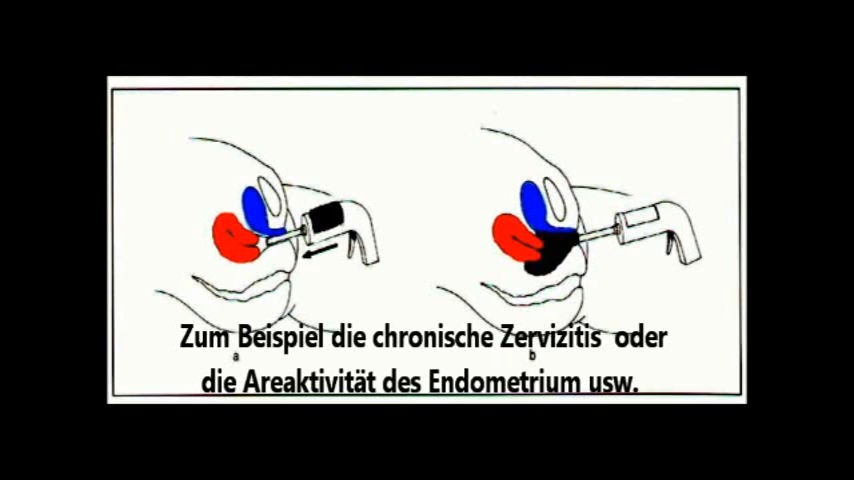 Zum Beispiel die chronische Zervizitis oder
a
b
die Areaktivität des Endometrium usw.